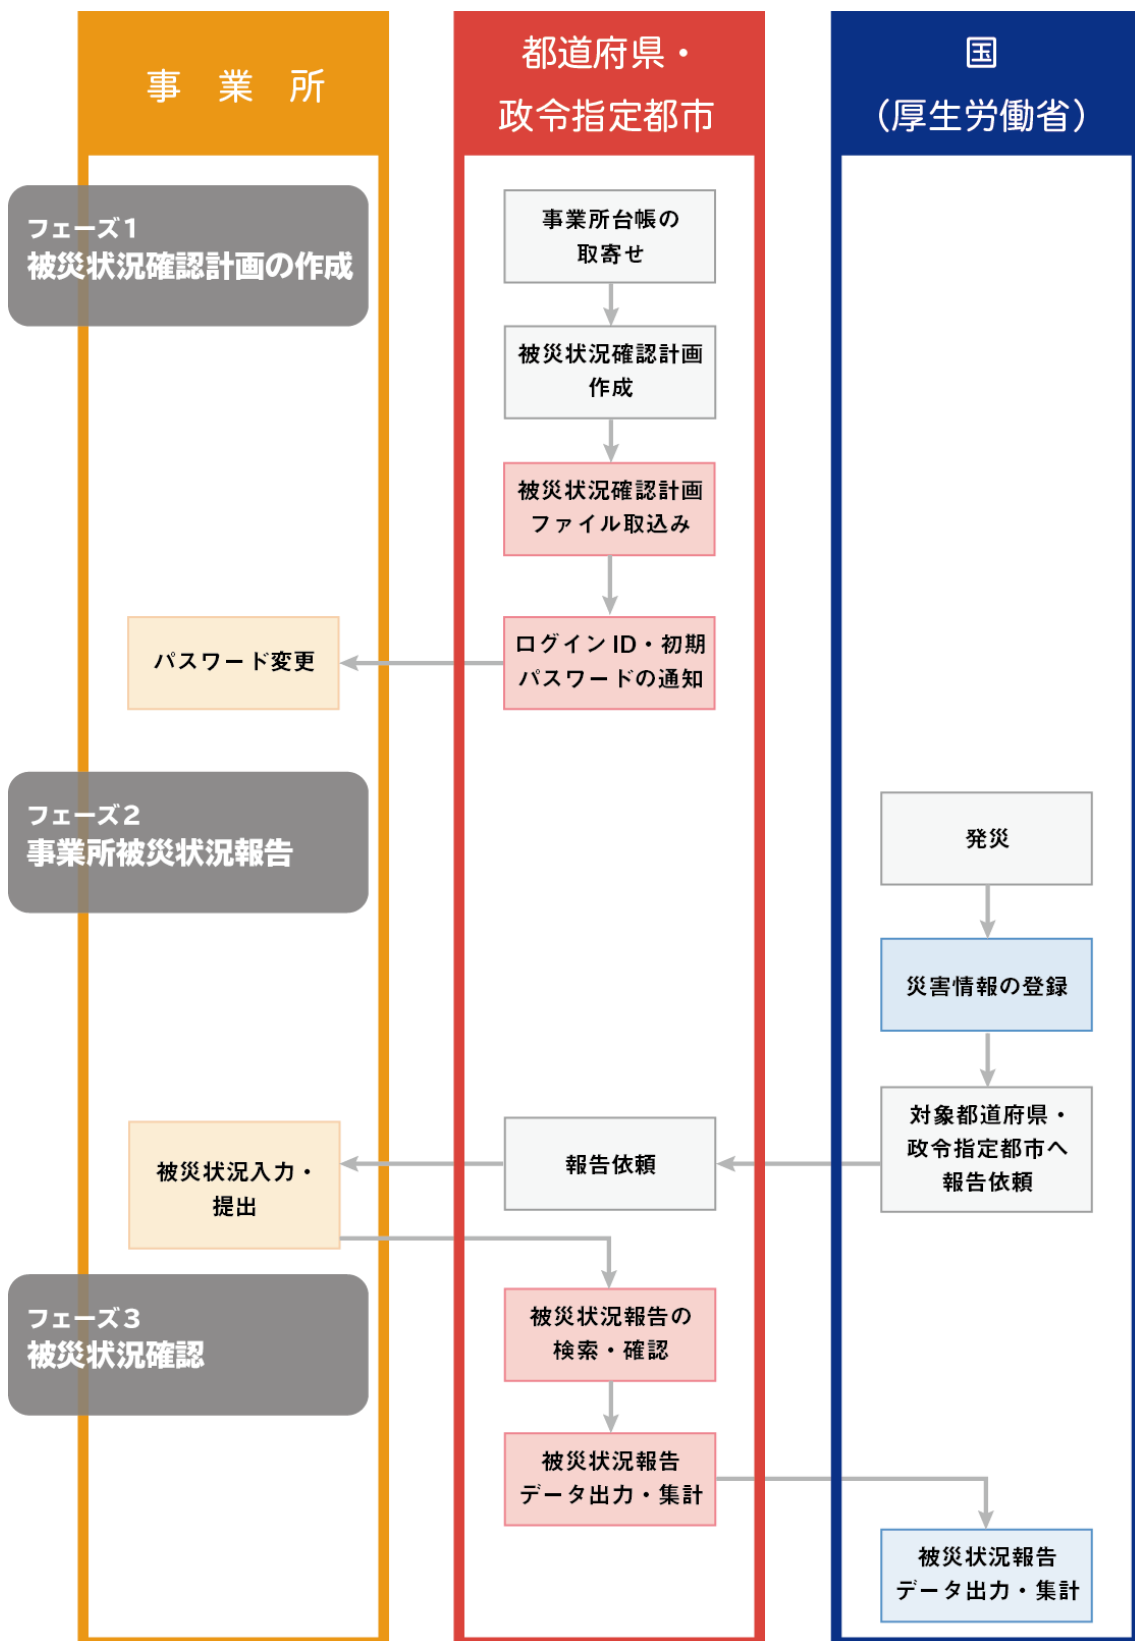 事　業　所
都道府県・
政令指定都市
国
（厚生労働省）
フェーズ１
被災状況確認計画の作成
事業所台帳の
取寄せ
被災状況確認計画
作成
被災状況確認計画
ファイル取込み
ログイン ID・初期
パスワードの通知
パスワード変更
フェーズ２
事業所被災状況報告
発災
災害情報の登録
対象都道府県・
政令指定都市へ
報告依頼
報告依頼
被災状況入力・
提出
フェーズ３
被災状況確認
被災状況報告の
検索・確認
被災状況報告
データ出力・集計
被災状況報告
データ出力・集計